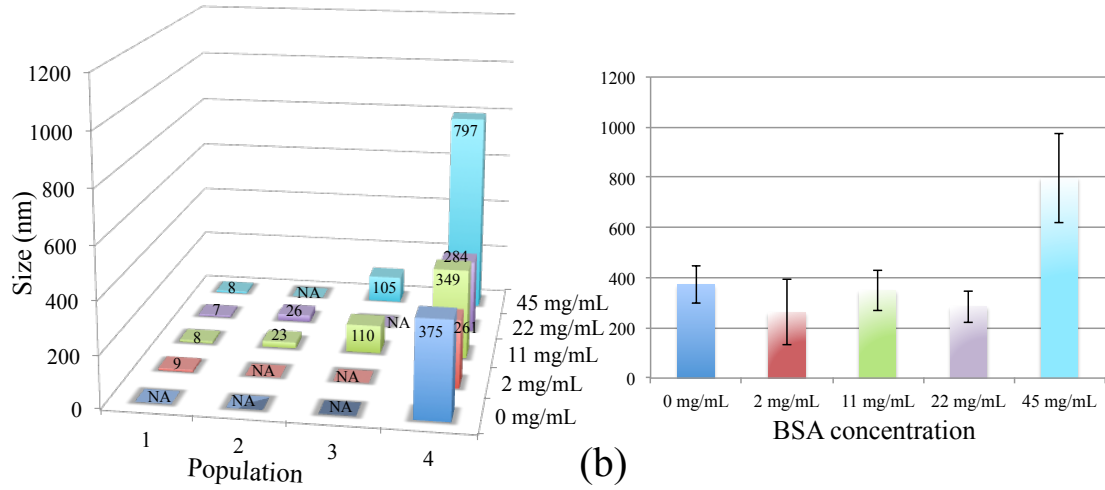 1200
1000
800
600
400
200
0
Size (nm)
797
284
349
375
261
8
NA
105
7
26
NA
8
23
110
9
NA
NA
NA
NA
NA
45 mg/mL
22 mg/mL
11 mg/mL
2 mg/mL
0 mg/mL
1
2
3
4
Population
(b)
1200
1000
800
600
400
200
0
0 mg/mL
2 mg/mL
11 mg/mL
22 mg/mL
45 mg/mL
BSA concentration